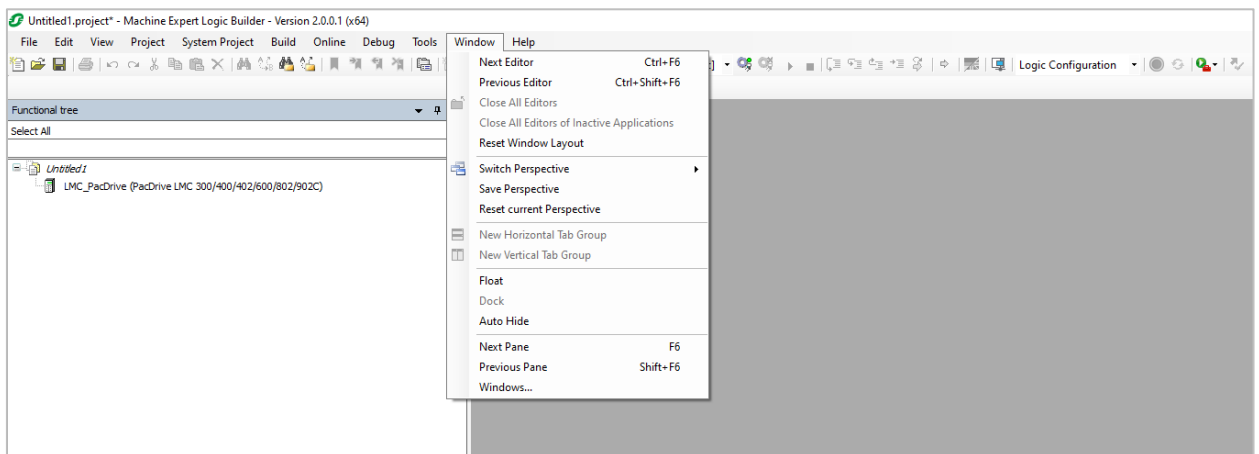 Untitled1.project* - Machine Expert Logic Builder - Version 2.0.0.1 (x64)
File Edit View Project System Project Build Online Debug Tools Window Help
Logic Configuration
Functional tree
Select All
Untitled1
LMC_PacDrive (PacDrive LMC 300/400/402/600/802/902C)
Next Editor Ctrl+F6
Previous Editor Ctrl+Shift+F6
Close All Editors
Close All Editors of Inactive Applications
Reset Window Layout
Switch Perspective
Save Perspective
Reset current Perspective
New Horizontal Tab Group
New Vertical Tab Group
Float
Dock
Auto Hide
Next Pane F6
Previous Pane Shift+F6
Windows...